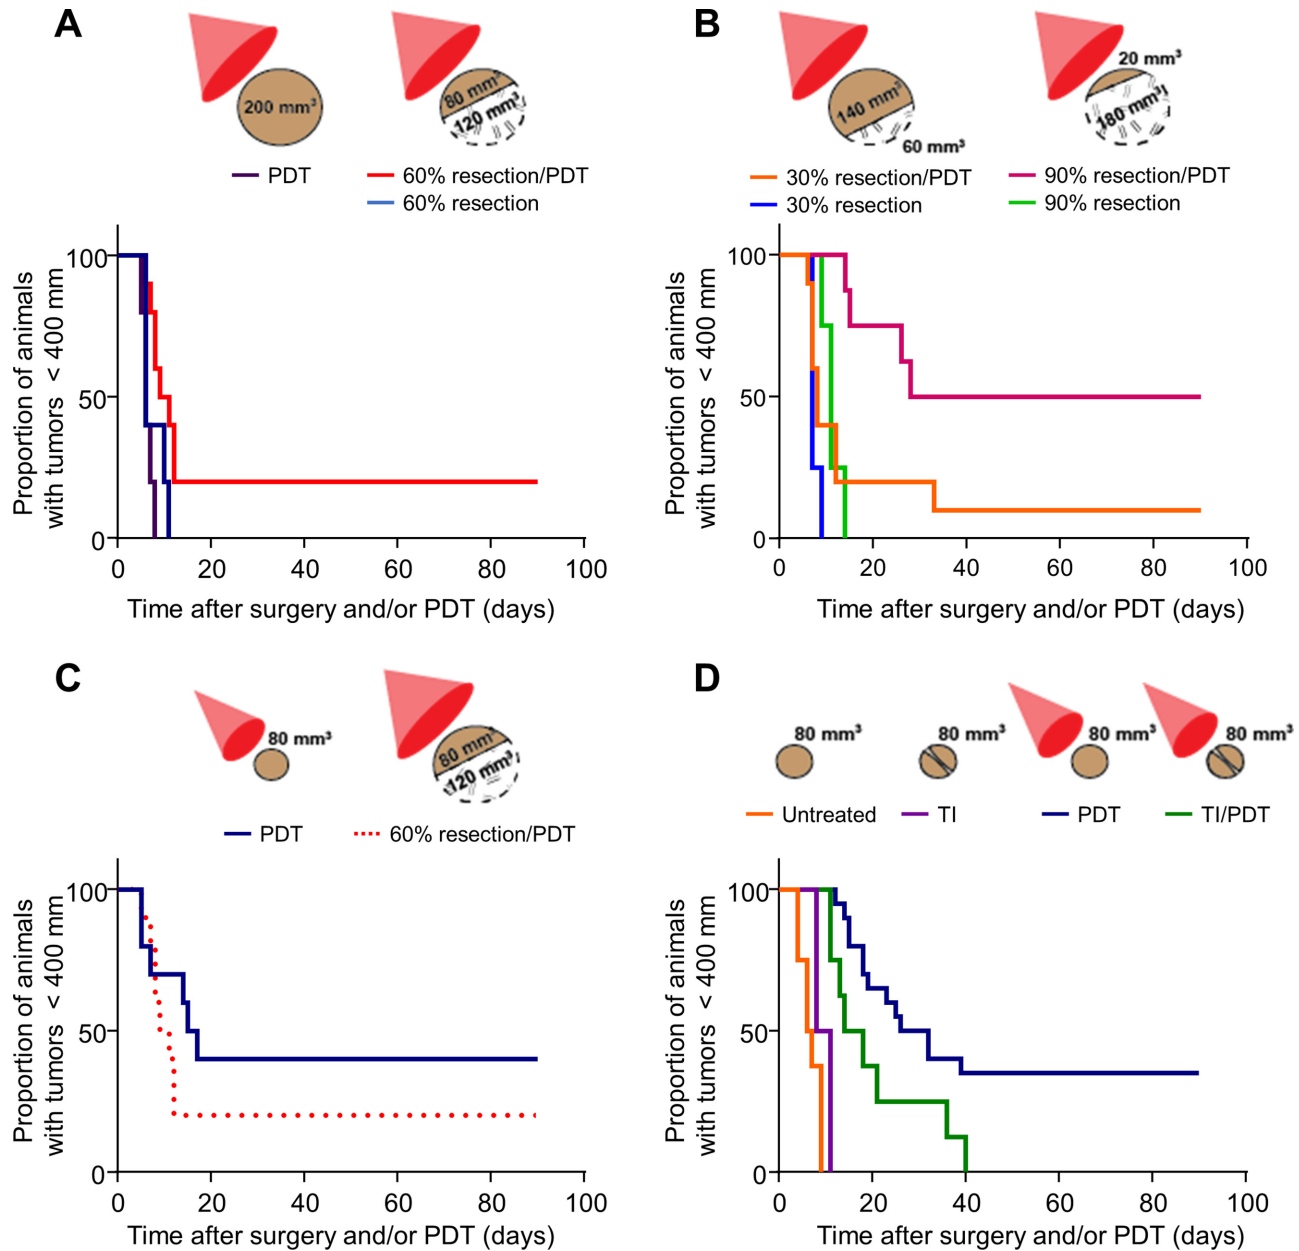 A
200 mm³
80 mm³
120 mm³
PDT
60% resection/PDT
60% resection
Proportion of animals
with tumors < 400 mm
100
50
0
0 20 40 60 80 100
Time after surgery and/or PDT (days)
B
140 mm³
60 mm³
20 mm³
180 mm³
30% resection/PDT
30% resection
90% resection/PDT
90% resection
Proportion of animals
with tumors < 400 mm
100
50
0
0 20 40 60 80 100
Time after surgery and/or PDT (days)
C
80 mm³
80 mm³
120 mm³
PDT
60% resection/PDT
Proportion of animals
with tumors < 400 mm
100
50
0
0 20 40 60 80 100
Time after surgery and/or PDT (days)
D
80 mm³ 80 mm³ 80 mm³ 80 mm³
Untreated TI PDT TI/PDT
Proportion of animals
with tumors < 400 mm
100
50
0
0 20 40 60 80 100
Time after surgery and/or PDT (days)